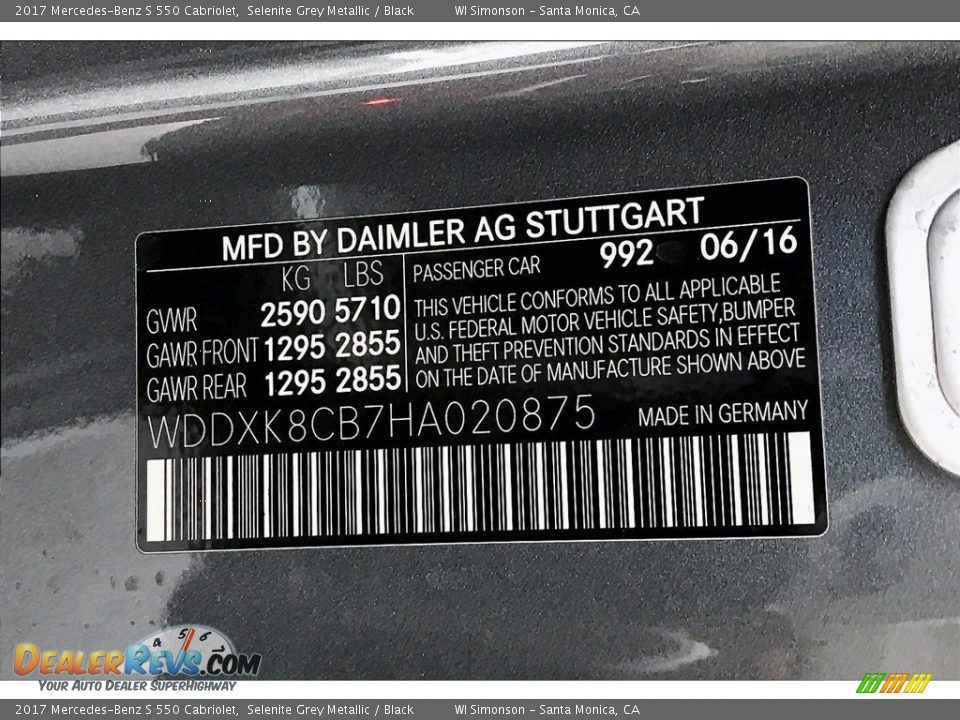 2017 Mercedes-Benz S 550 Cabriolet, Selenite Grey Metallic / Black WI Simonson - Santa Monica, CA
MFD BY DAIMLER AG STUTTGART
KG LBS
GVWR 2590 5710
GAWR FRONT 1295 2855
GAWR REAR 1295 2855
PASSENGER CAR 992 06/16
THIS VEHICLE CONFORMS TO ALL APPLICABLE
U.S. FEDERAL MOTOR VEHICLE SAFETY,BUMPER
AND THEFT PREVENTION STANDARDS IN EFFECT
ON THE DATE OF MANUFACTURE SHOWN ABOVE
WDDXK8CB7HA020875 MADE IN GERMANY
4 5 6
DEALERREVS.COM
YOUR AUTO DEALER SUPERHIGHWAY
2017 Mercedes-Benz S 550 Cabriolet, Selenite Grey Metallic / Black WI Simonson - Santa Monica, CA